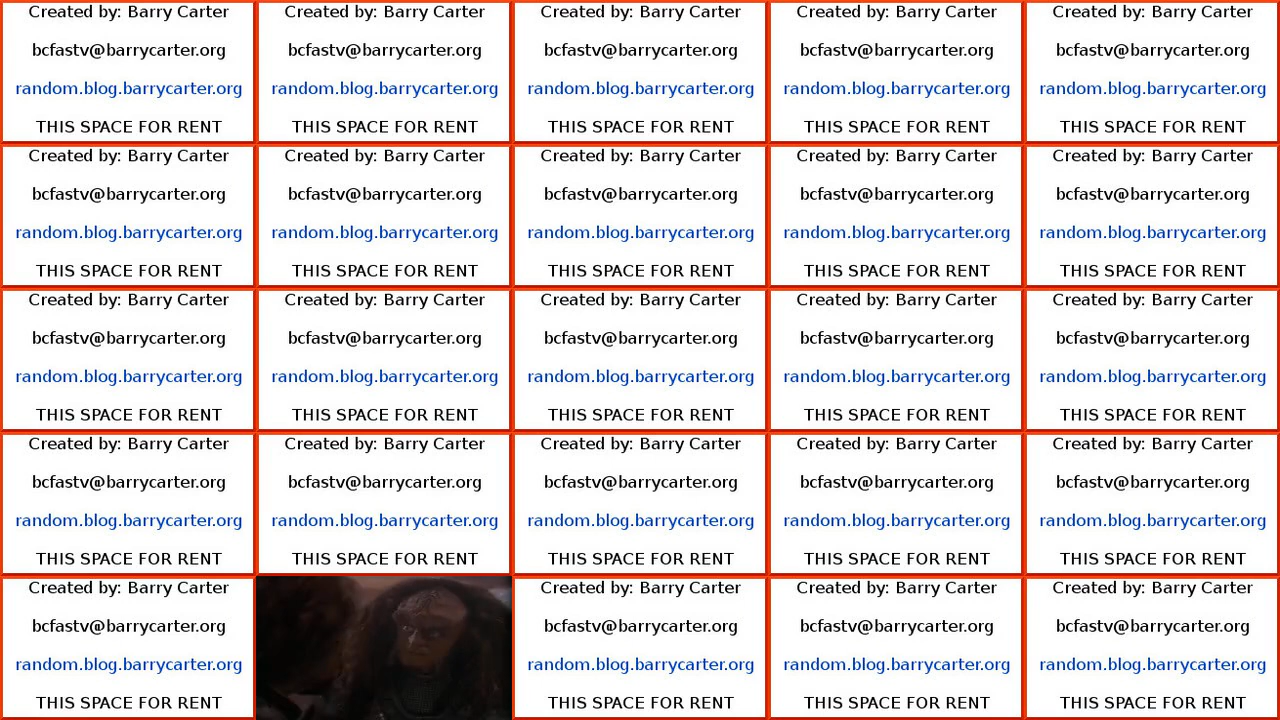 Created by: Barry Carter
bcfastv@barrycarter.org
random.blog.barrycarter.org
THIS SPACE FOR RENT
Created by: Barry Carter
bcfastv@barrycarter.org
random.blog.barrycarter.org
THIS SPACE FOR RENT
Created by: Barry Carter
bcfastv@barrycarter.org
random.blog.barrycarter.org
THIS SPACE FOR RENT
Created by: Barry Carter
bcfastv@barrycarter.org
random.blog.barrycarter.org
THIS SPACE FOR RENT
Created by: Barry Carter
bcfastv@barrycarter.org
random.blog.barrycarter.org
THIS SPACE FOR RENT
Created by: Barry Carter
bcfastv@barrycarter.org
random.blog.barrycarter.org
THIS SPACE FOR RENT
Created by: Barry Carter
bcfastv@barrycarter.org
random.blog.barrycarter.org
THIS SPACE FOR RENT
Created by: Barry Carter
bcfastv@barrycarter.org
random.blog.barrycarter.org
THIS SPACE FOR RENT
Created by: Barry Carter
bcfastv@barrycarter.org
random.blog.barrycarter.org
THIS SPACE FOR RENT
Created by: Barry Carter
bcfastv@barrycarter.org
random.blog.barrycarter.org
THIS SPACE FOR RENT
Created by: Barry Carter
bcfastv@barrycarter.org
random.blog.barrycarter.org
THIS SPACE FOR RENT
Created by: Barry Carter
bcfastv@barrycarter.org
random.blog.barrycarter.org
THIS SPACE FOR RENT
Created by: Barry Carter
bcfastv@barrycarter.org
random.blog.barrycarter.org
THIS SPACE FOR RENT
Created by: Barry Carter
bcfastv@barrycarter.org
random.blog.barrycarter.org
THIS SPACE FOR RENT
Created by: Barry Carter
bcfastv@barrycarter.org
random.blog.barrycarter.org
THIS SPACE FOR RENT
Created by: Barry Carter
bcfastv@barrycarter.org
random.blog.barrycarter.org
THIS SPACE FOR RENT
Created by: Barry Carter
bcfastv@barrycarter.org
random.blog.barrycarter.org
THIS SPACE FOR RENT
Created by: Barry Carter
bcfastv@barrycarter.org
random.blog.barrycarter.org
THIS SPACE FOR RENT
Created by: Barry Carter
bcfastv@barrycarter.org
random.blog.barrycarter.org
THIS SPACE FOR RENT
Created by: Barry Carter
bcfastv@barrycarter.org
random.blog.barrycarter.org
THIS SPACE FOR RENT
Created by: Barry Carter
bcfastv@barrycarter.org
random.blog.barrycarter.org
THIS SPACE FOR RENT
Created by: Barry Carter
bcfastv@barrycarter.org
random.blog.barrycarter.org
THIS SPACE FOR RENT
Created by: Barry Carter
bcfastv@barrycarter.org
random.blog.barrycarter.org
THIS SPACE FOR RENT
Created by: Barry Carter
bcfastv@barrycarter.org
random.blog.barrycarter.org
THIS SPACE FOR RENT